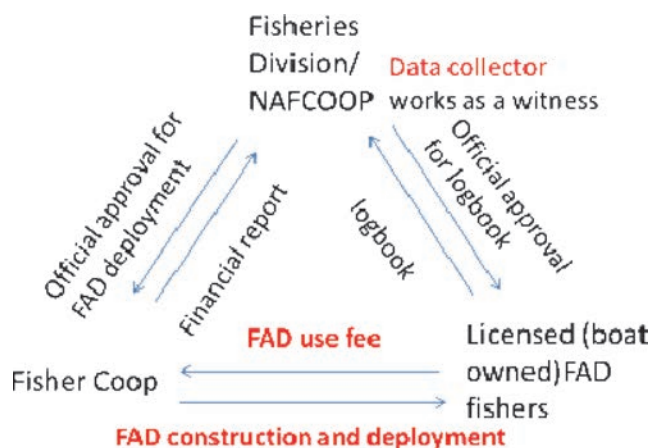 Fisheries
Division/
NAFCOOP
Data collector
works as a witness
Official approval for
FAD deployment
Financial report
logbook
Official approval
for logbook
FAD use fee
Fisher Coop
Licensed (boat
owned)FAD
fishers
FAD construction and deployment